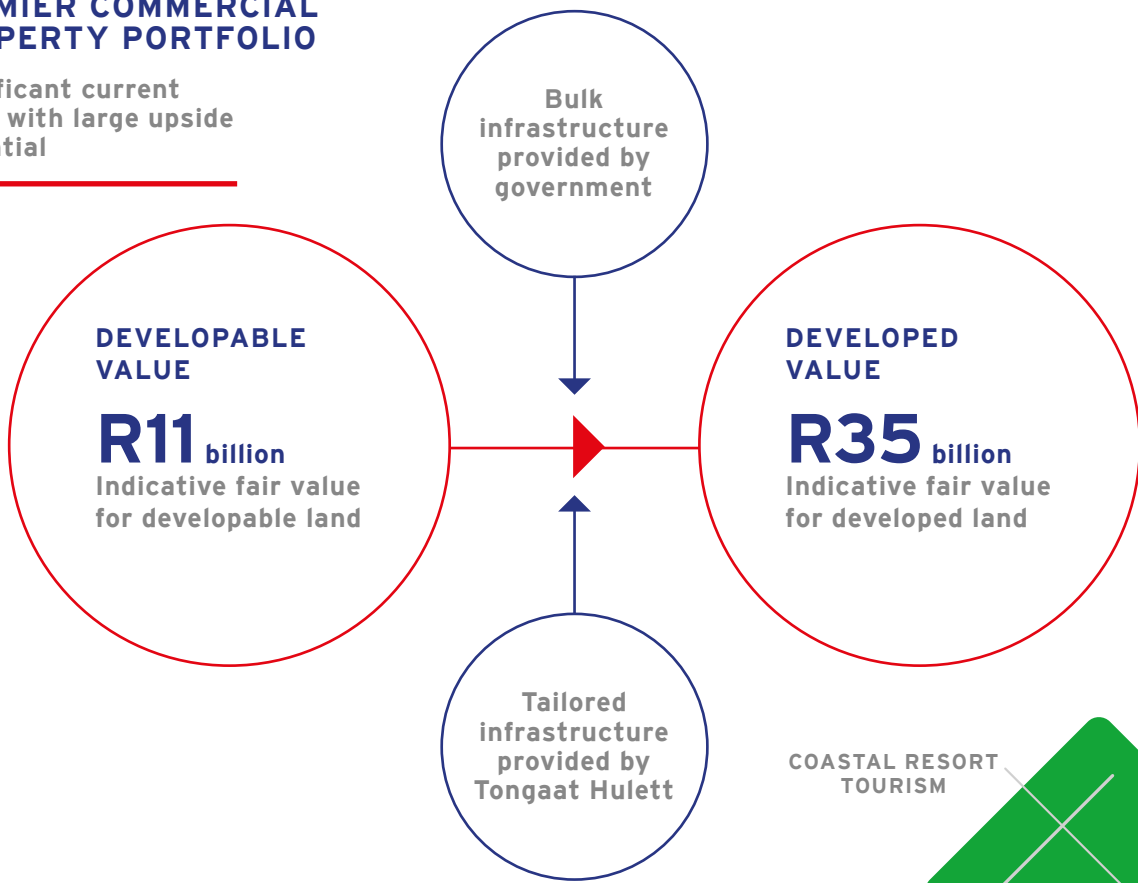 MIER COMMERCIAL
PERTY PORTFOLIO
ficant current
with large upside
ntial
Bulk
infrastructure
provided by
government
DEVELOPABLE
VALUE
R11 billion
Indicative fair value
for developable land
DEVELOPED
VALUE
R35 billion
Indicative fair value
for developed land
Tailored
infrastructure
provided by
Tongaat Hulett
COASTAL RESORT
TOURISM